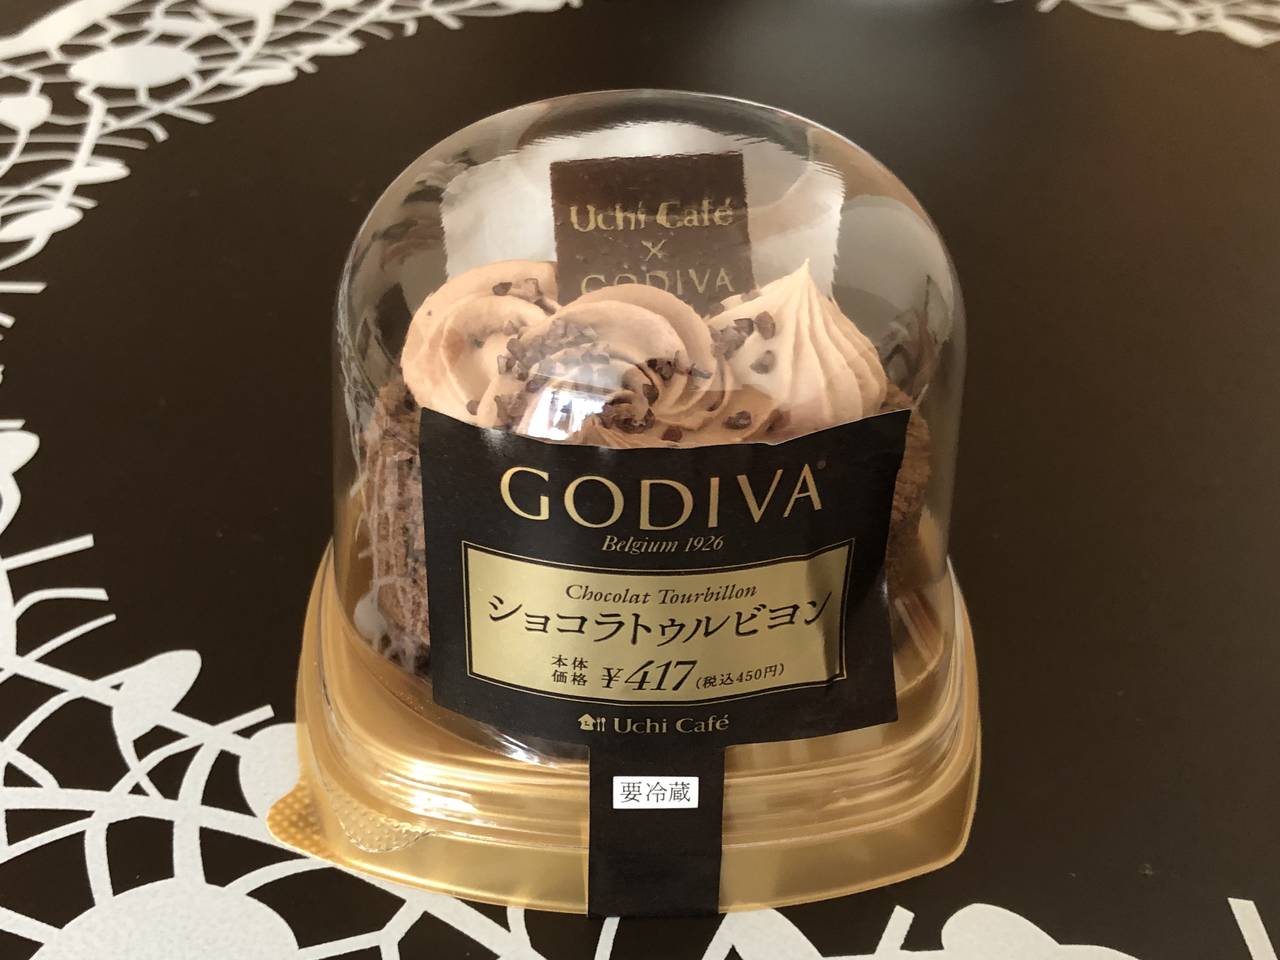 Uchi Café
×
GODIVA
GODIVA®
Belgium 1926
Chocolat Tourbillon
ショコラトゥルビヨン
本体価格 ¥417(税込450円)
Uchi Café
要冷蔵